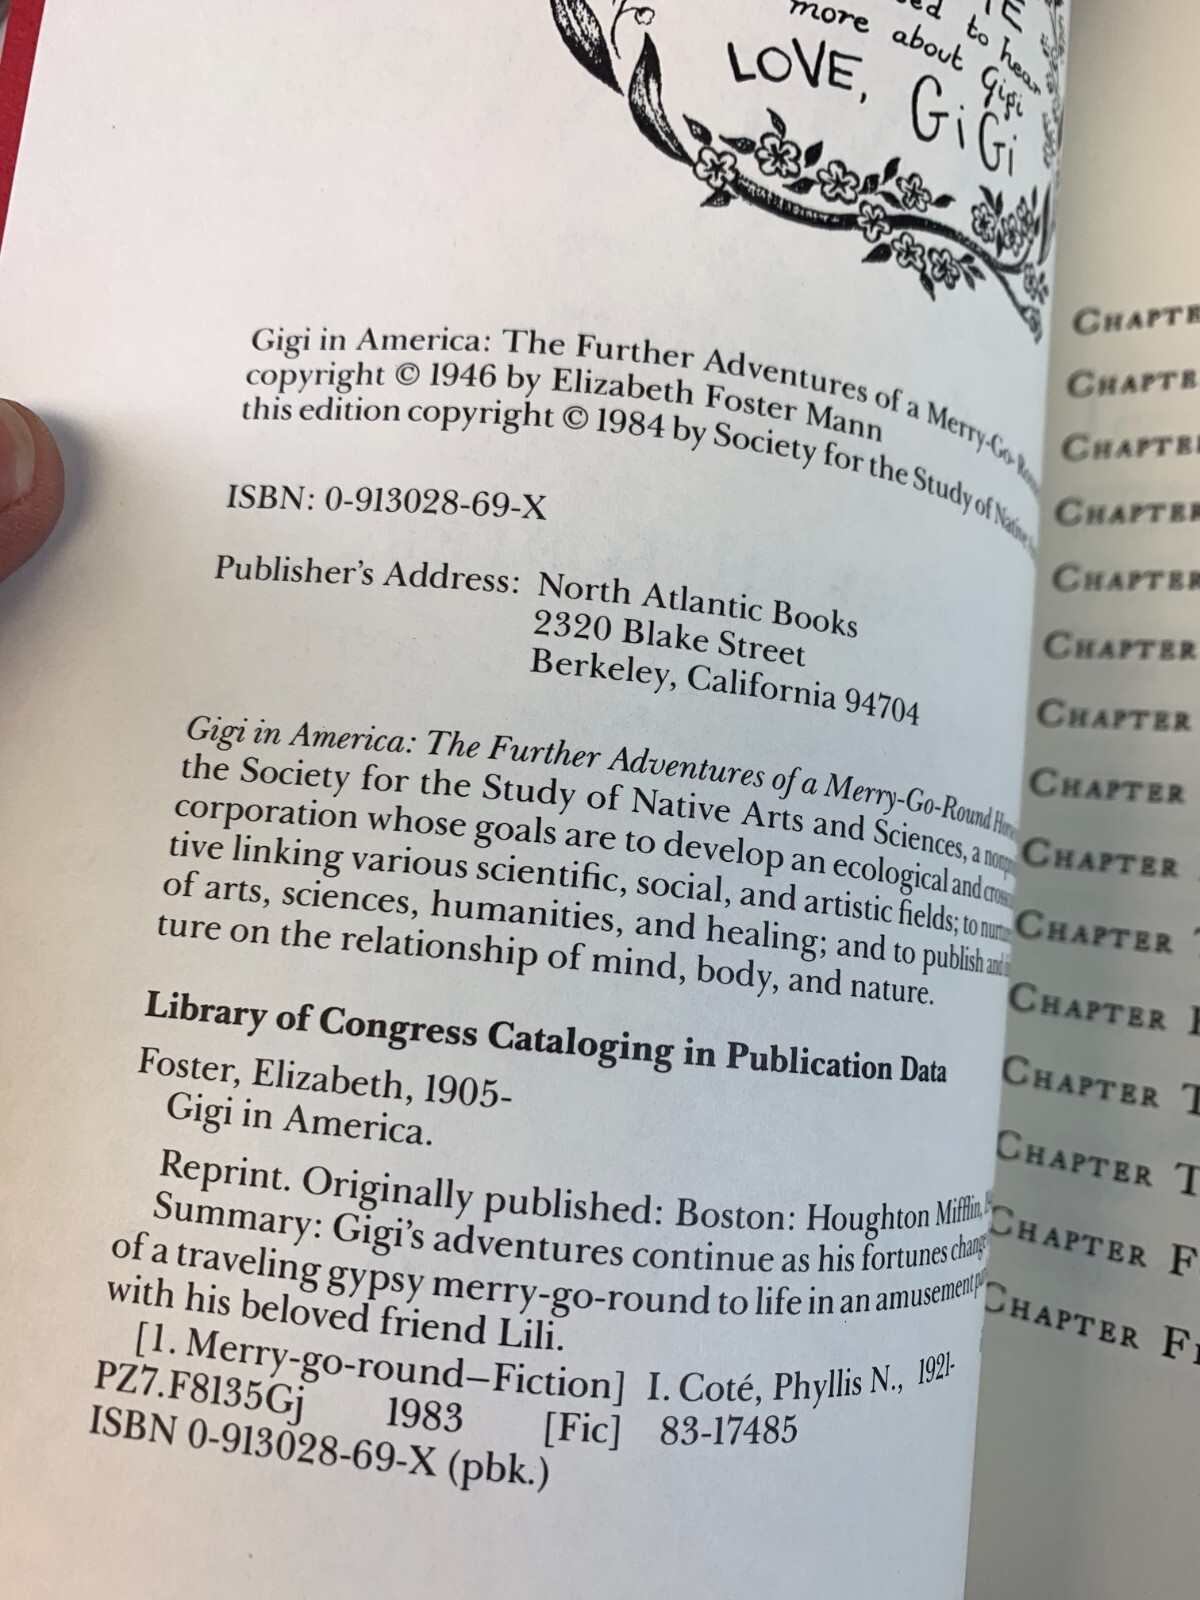 to hear
more about Gigi
LOVE, GiGi
Gigi in America: The Further Adventures of a Merry-Go-
copyright © 1946 by Elizabeth Foster Mann
this edition copyright © 1984 by Society for the Study of Native
ISBN: 0-913028-69-X
Publisher's Address: North Atlantic Books
2320 Blake Street
Berkeley, California 94704
Gigi in America: The Further Adventures of a Merry-Go-Round
the Society for the Study of Native Arts and Sciences, a
corporation whose goals are to develop an ecological and
tive linking various scientific, social, and artistic fields; to
of arts, sciences, humanities, and healing; and to publish and
ture on the relationship of mind, body, and nature.
Library of Congress Cataloging in Publication Data
Foster, Elizabeth, 1905-
Gigi in America.
Reprint. Originally published: Boston: Houghton Mifflin,
Summary: Gigi's adventures continue as his fortunes change
of a traveling gypsy merry-go-round to life in an amusement
with his beloved friend Lili.
[1. Merry-go-round—Fiction] I. Coté, Phyllis N., 1921-
PZ7.F8135Gj 1983 [Fic] 83-17485
ISBN 0-913028-69-X (pbk.)
CHAPTE
CHAPTE
CHAPTE
CHAPTER
CHAPTER
CHAPTER
CHAPTER
CHAPTER
CHAPTER
CHAPTER T
CHAPTER
CHAPTER T
CHAPTER T
CHAPTER F
CHAPTER F